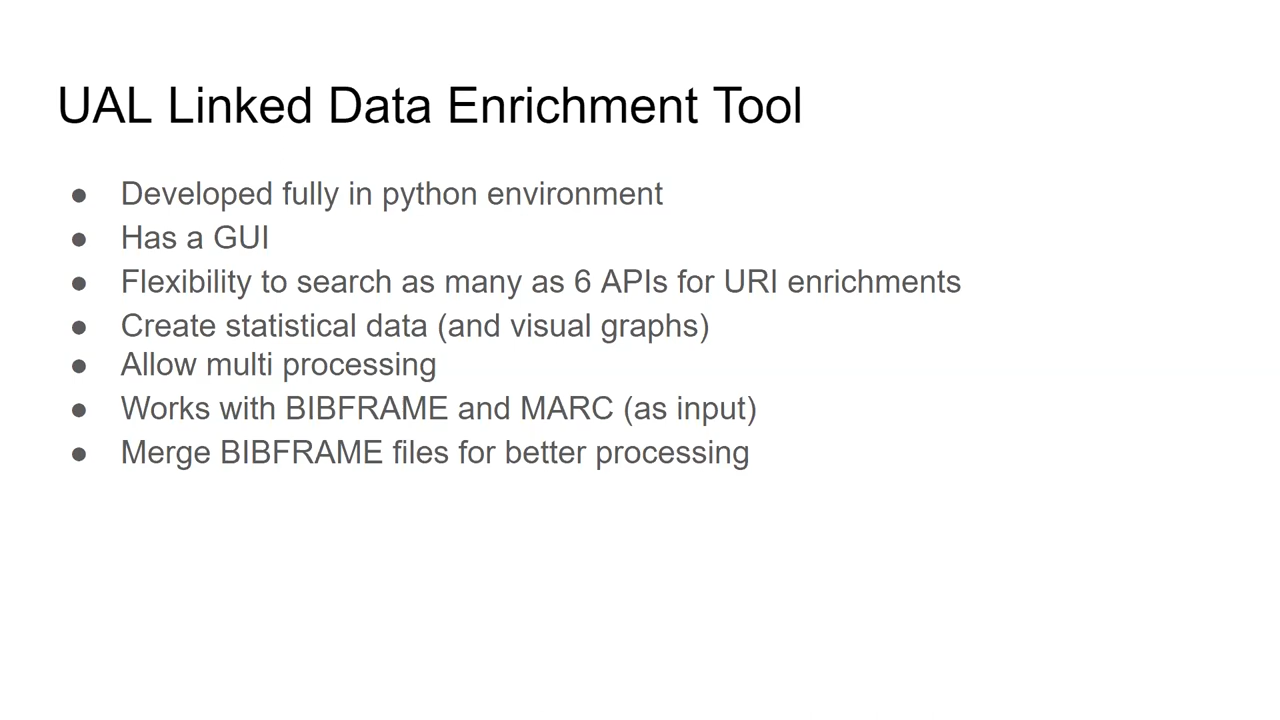 UAL Linked Data Enrichment Tool
● Developed fully in python environment
● Has a GUI
● Flexibility to search as many as 6 APIs for URI enrichments
● Create statistical data (and visual graphs)
● Allow multi processing
● Works with BIBFRAME and MARC (as input)
● Merge BIBFRAME files for better processing